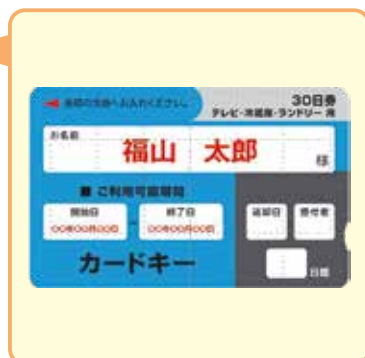 30日券
テレビ・冷蔵庫・ランドリー 用
お名前
福山 太郎 様
■ ご利用可能期間
開始日 終了日 返却日 受付者
〇〇年〇〇月〇〇日 〇〇年〇〇月〇〇日
カードキー
日間